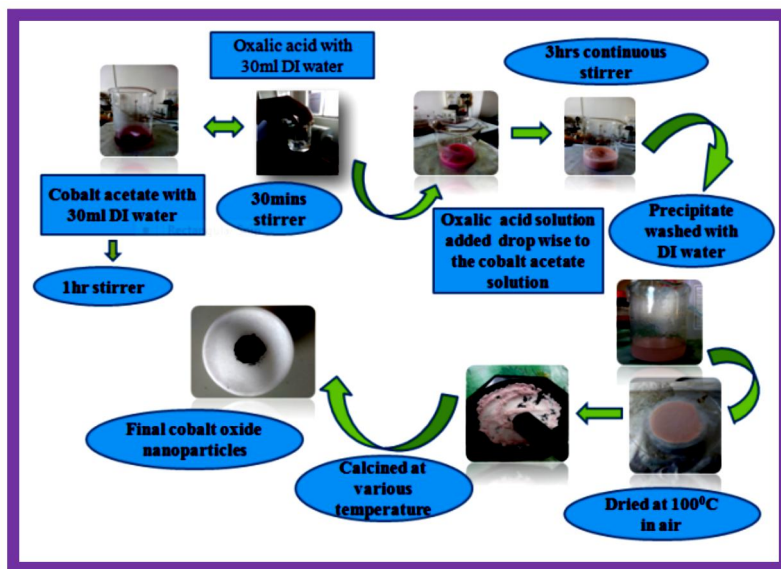 Oxalic acid with
30ml DI water
3hrs continuous
stirrer
Cobalt acetate with
30ml DI water
30mins
stirrer
Oxalic acid solution
added drop wise to
the cobalt acetate
solution
Precipitate
washed with
DI water
1hr stirrer
Final cobalt oxide
nanoparticles
Calcined at
various
temperature
Dried at 100⁰C
in air